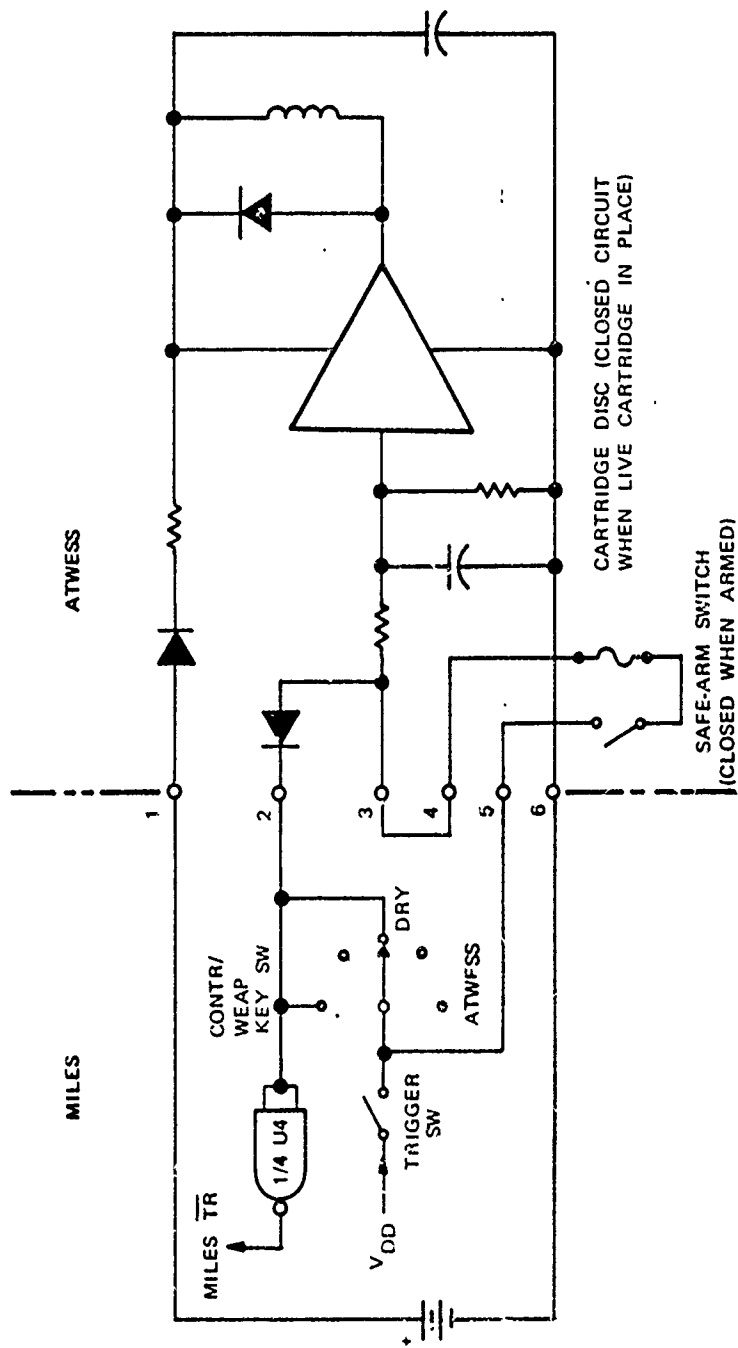 MILES
ATWESS
MILES TR
1/4 U4
CONTR/
WEAP
KEY SW
VDD
TRIGGER
SW
DRY
ATWFSS
+
1
2
3
4
5
6
SAFE-ARM SWITCH
(CLOSED WHEN ARMED)
CARTRIDGE DISC (CLOSED CIRCUIT
WHEN LIVE CARTRIDGE IN PLACE)